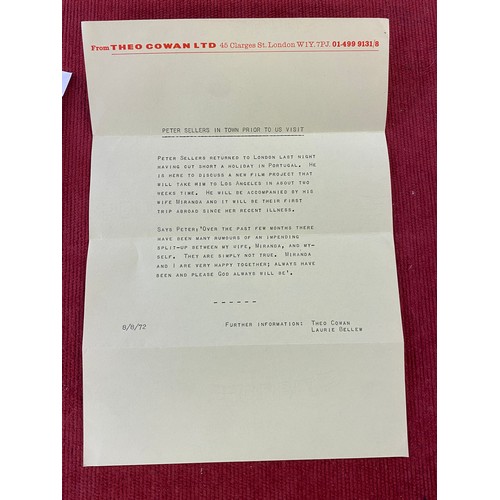 From THEO COWAN LTD 45 Clarges St. London W1Y. 7PJ. 01-499 9131/8
PETER SELLERS IN TOWN PRIOR TO US VISIT
PETER SELLERS RETURNED TO LONDON LAST NIGHT
HAVING CUT SHORT A HOLIDAY IN PORTUGAL. HE
IS HERE TO DISCUSS A NEW FILM PROJECT THAT
WILL TAKE HIM TO LOS ANGELES IN ABOUT TWO
WEEKS TIME. HE WILL BE ACCOMPANIED BY HIS
WIFE MIRANDA AND IT WILL BE THEIR FIRST
TRIP ABROAD SINCE HER RECENT ILLNESS.
SAYS PETER,'OVER THE PAST FEW MONTHS THERE
HAVE BEEN MANY RUMOURS OF AN IMPENDING
SPLIT-UP BETWEEN MY WIFE, MIRANDA, AND MY-
SELF. THEY ARE SIMPLY NOT TRUE. MIRANDA
AND I ARE VERY HAPPY TOGETHER; ALWAYS HAVE
BEEN AND PLEASE GOD ALWAYS WILL BE'.
------
8/8/72 FURTHER INFORMATION: THEO COWAN
LAURIE BELLEW